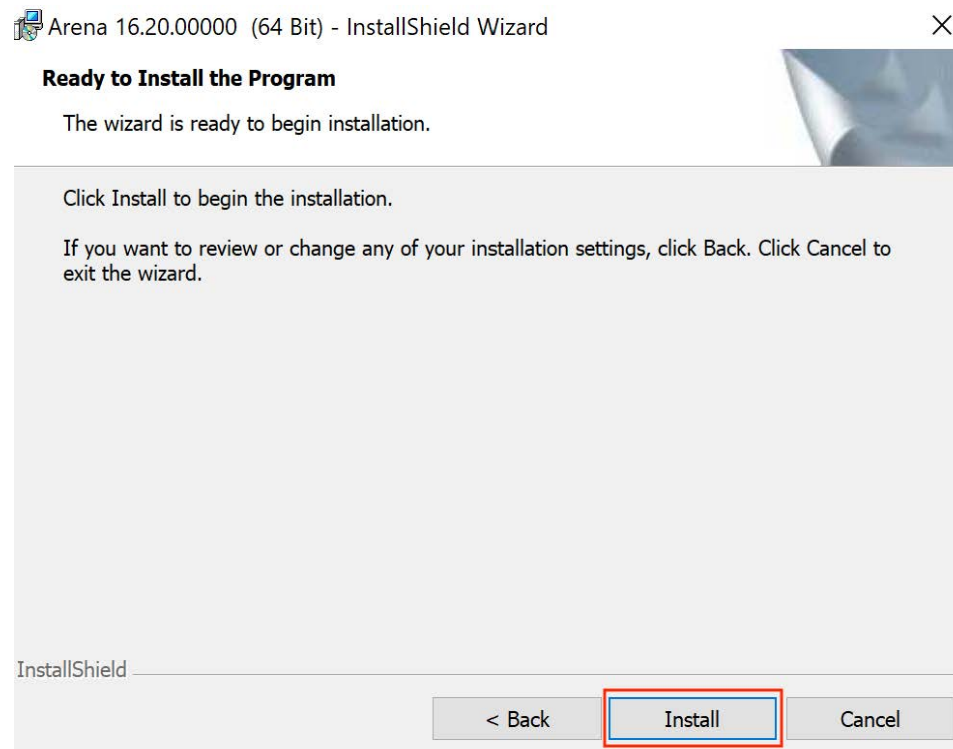 Arena 16.20.00000 (64 Bit) - InstallShield Wizard
Ready to Install the Program
The wizard is ready to begin installation.
Click Install to begin the installation.
If you want to review or change any of your installation settings, click Back. Click Cancel to
exit the wizard.
InstallShield
< Back
Install
Cancel